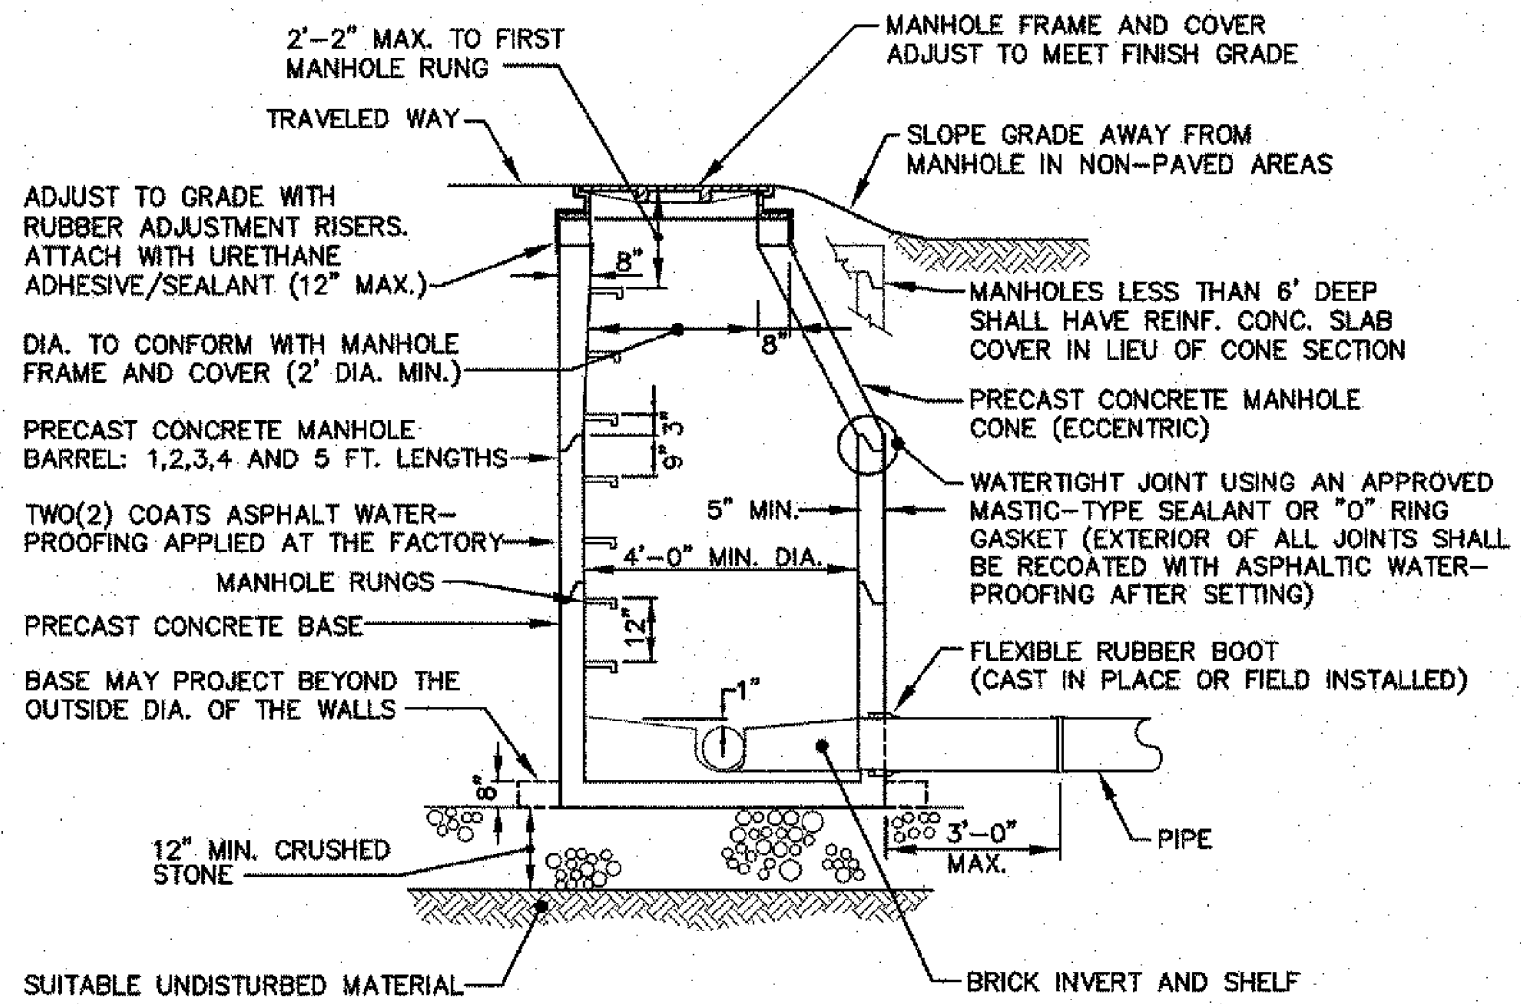 2'-2" MAX. TO FIRST
MANHOLE RUNG
MANHOLE FRAME AND COVER
ADJUST TO MEET FINISH GRADE
TRAVELED WAY
SLOPE GRADE AWAY FROM
MANHOLE IN NON-PAVED AREAS
ADJUST TO GRADE WITH
RUBBER ADJUSTMENT RISERS.
ATTACH WITH URETHANE
ADHESIVE/SEALANT (12" MAX.)
8"
8"
MANHOLES LESS THAN 6' DEEP
SHALL HAVE REINF. CONC. SLAB
COVER IN LIEU OF CONE SECTION
DIA. TO CONFORM WITH MANHOLE
FRAME AND COVER (2' DIA. MIN.)
PRECAST CONCRETE MANHOLE
CONE (ECCENTRIC)
3"
9"
PRECAST CONCRETE MANHOLE
BARREL: 1,2,3,4 AND 5 FT. LENGTHS
WATERTIGHT JOINT USING AN APPROVED
MASTIC-TYPE SEALANT OR "O" RING
GASKET (EXTERIOR OF ALL JOINTS SHALL
BE RECOATED WITH ASPHALTIC WATER-
PROOFING AFTER SETTING)
5" MIN.
TWO(2) COATS ASPHALT WATER-
PROOFING APPLIED AT THE FACTORY
4'-0" MIN. DIA.
MANHOLE RUNGS
12"
PRECAST CONCRETE BASE
FLEXIBLE RUBBER BOOT
(CAST IN PLACE OR FIELD INSTALLED)
BASE MAY PROJECT BEYOND THE
OUTSIDE DIA. OF THE WALLS
1"
8"
12" MIN. CRUSHED
STONE
3'-0"
MAX.
PIPE
SUITABLE UNDISTURBED MATERIAL
BRICK INVERT AND SHELF